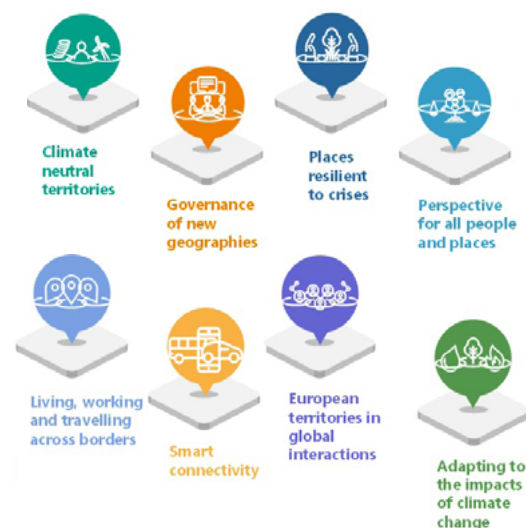 Climate
neutral
territories
Governance
of new
geographies
Places
resilient
to crises
Perspective
for all people
and places
Living, working
and travelling
across borders
Smart
connectivity
European
territories in
global
interactions
Adapting to
the impacts
of climate
change